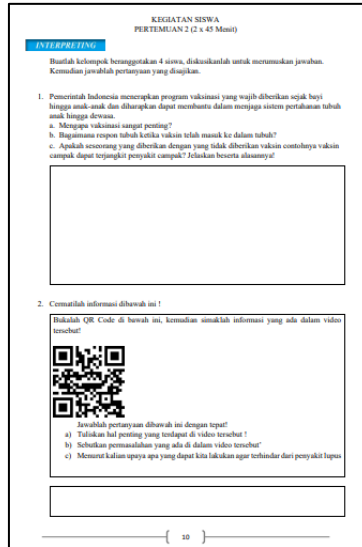 KEGIATAN SISWA
PERTEMUAN 2 (2 x 45 Menit)
INTERPRETING
Buatlah kelompok beranggotakan 4 siswa, diskusikanlah untuk merumuskan jawaban.
Kemudian jawablah pertanyaan yang disajikan.
1. Pemerintah Indonesia menerapkan program vaksinasi yang wajib diberikan sejak bayi
hingga anak-anak dan diharapkan dapat membantu dalam menjaga sistem pertahanan tubuh
anak hingga dewasa.
a. Mengapa vaksinasi sangat penting?
b. Bagaimana respon tubuh ketika vaksin telah masuk ke dalam tubuh?
c. Apakah seseorang yang diberikan dengan yang tidak diberikan vaksin contohnya vaksin
campak dapat terjangkit penyakit campak? Jelaskan beserta alasannya!
2. Cermatilah informasi dibawah ini !
Bukalah QR Code di bawah ini, kemudian simaklah informasi yang ada dalam video
tersebut!
Jawablah pertanyaan dibawah ini dengan tepat!
a) Tuliskan hal penting yang terdapat di video tersebut !
b) Sebutkan permasalahan yang ada di dalam video tersebut"
c) Menurut kalian upaya apa yang dapat kita lakukan agar terhindar dari penyakit lupus
10